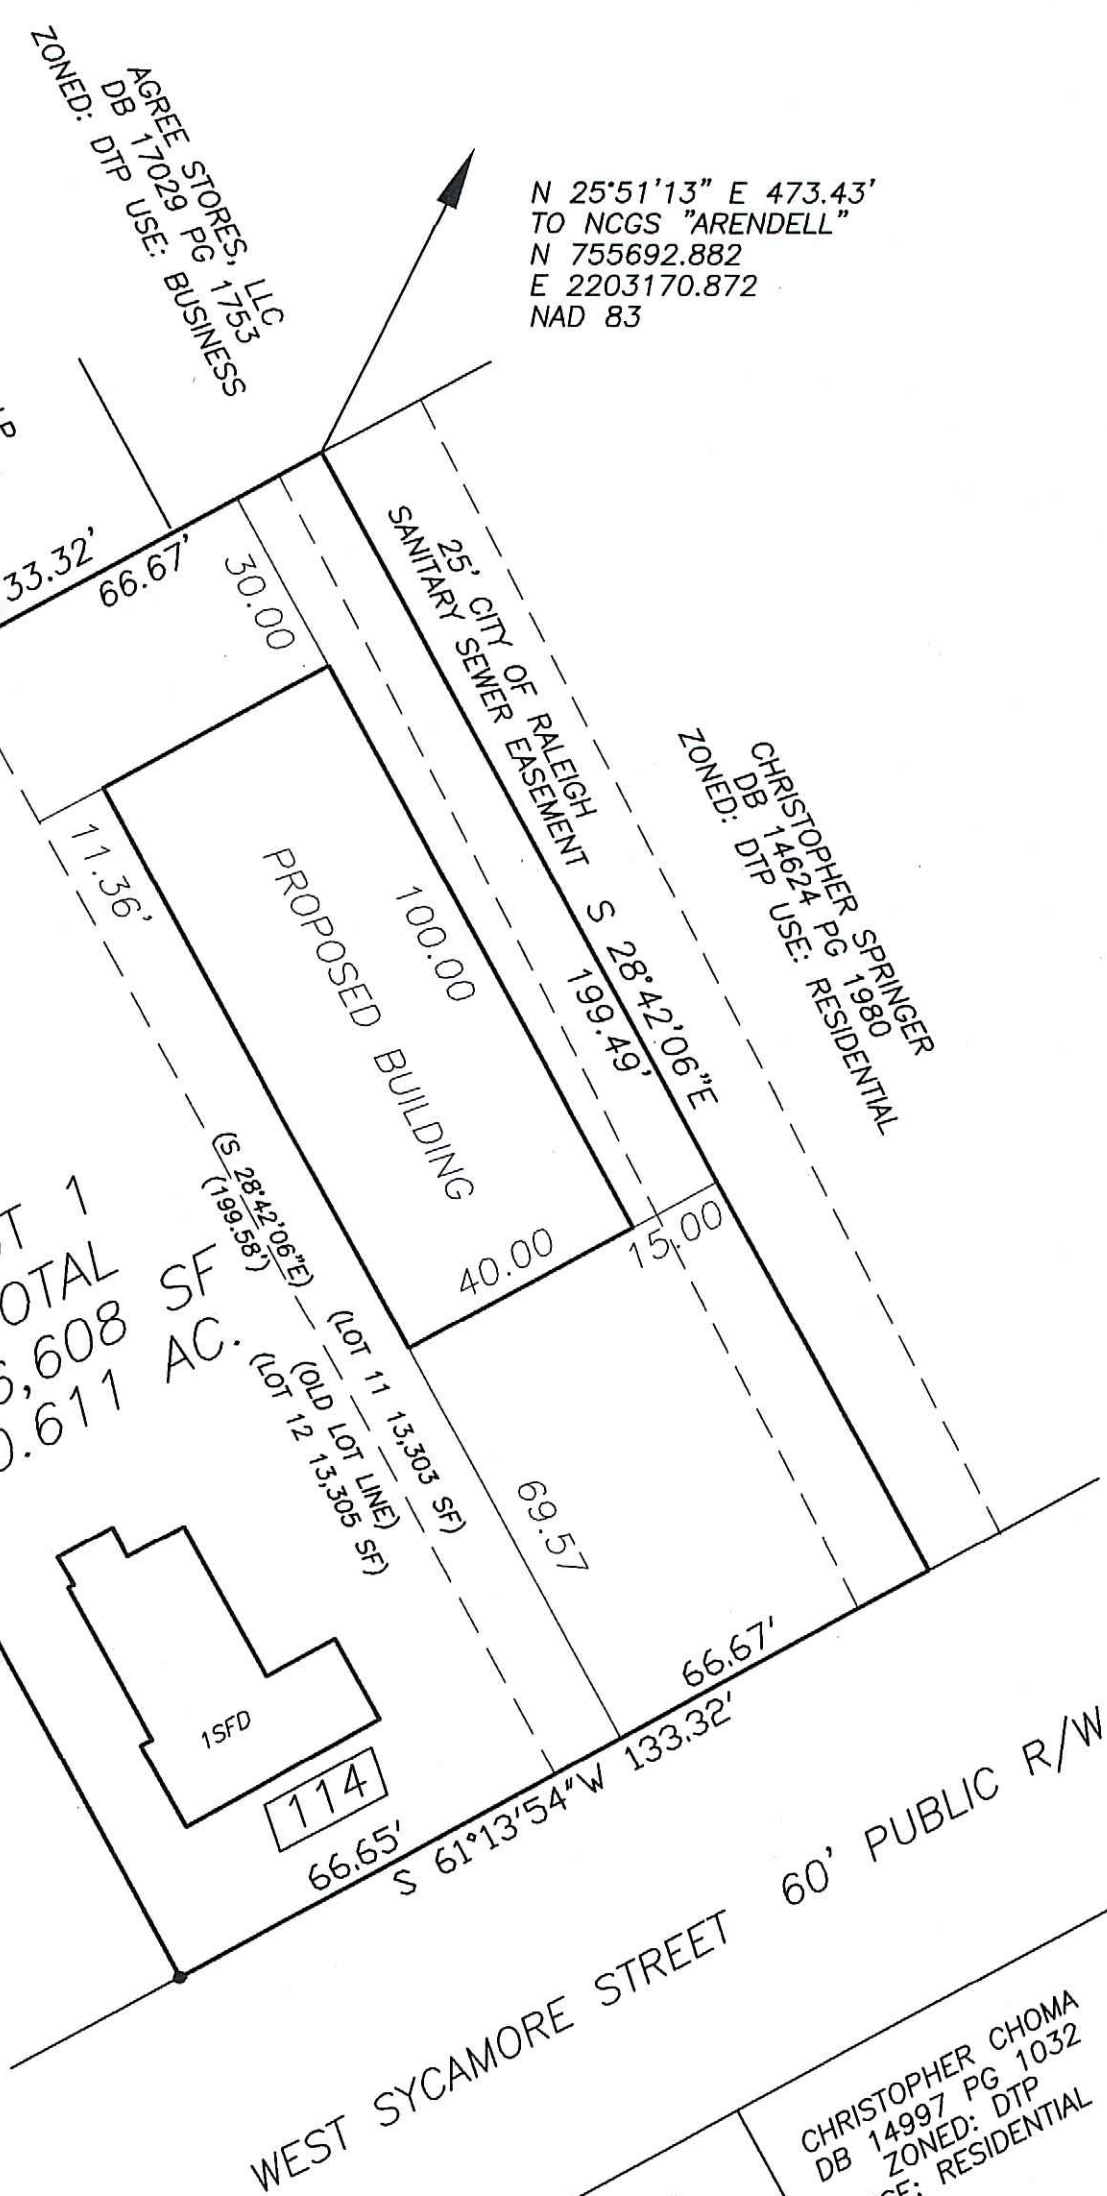 AGREE STORES, LLC
DB 17029 PG 1753
ZONED: DTP USE: BUSINESS
N 25°51'13" E 473.43'
TO NCGS "ARENDELL"
N 755692.882
E 2203170.872
NAD 83
33.32'
66.67'
30.00
25' CITY OF RALEIGH
SANITARY SEWER EASEMENT
S 28°42'06"E
199.49'
CHRISTOPHER SPRINGER
DB 14624 PG 1980
ZONED: DTP USE: RESIDENTIAL
11.36'
PROPOSED BUILDING
100.00
40.00
15.00
(S 28°42'06"E)
(199.58')
1
,608 SF
0.611 AC.
(LOT 11 13,303 SF)
(OLD LOT LINE)
(LOT 12 13,305 SF)
69.57
1SFD
114
66.65'
66.67'
S 61°13'54"W 133.32'
WEST SYCAMORE STREET 60' PUBLIC R/W
CHRISTOPHER CHOMA
DB 14997 PG 1032
ZONED: DTP
RESIDENTIAL